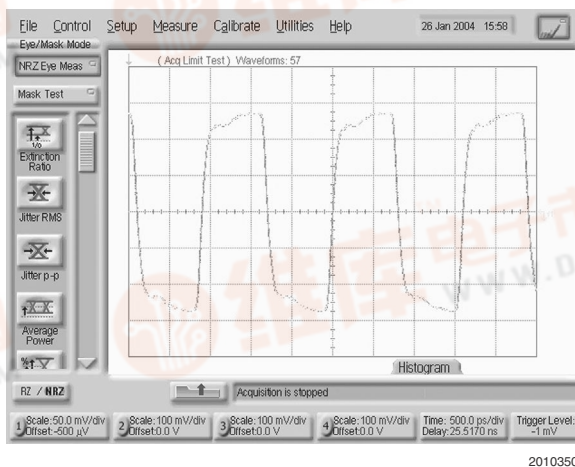 File Control Setup Measure Calibrate Utilities Help 26 Jan 2004 15:58
Eye/Mask Mode
NRZ Eye Meas
( Acq Limit Test ) Waveforms: 57
Mask Test
Extinction
Ratio
Jitter RMS
Jitter p-p
Average
Power
Histogram
RZ / NRZ
Acquisition is stopped
1 Scale:50.0 mV/div
Offset:-500 µV
2 Scale:100 mV/div
Offset:0.0 V
3 Scale:100 mV/div
Offset:0.0 V
4 Scale:100 mV/div
Offset:0.0 V
Time: 500.0 ps/div
Delay:25.5170 ns
Trigger Level:
-1 mV
2010350